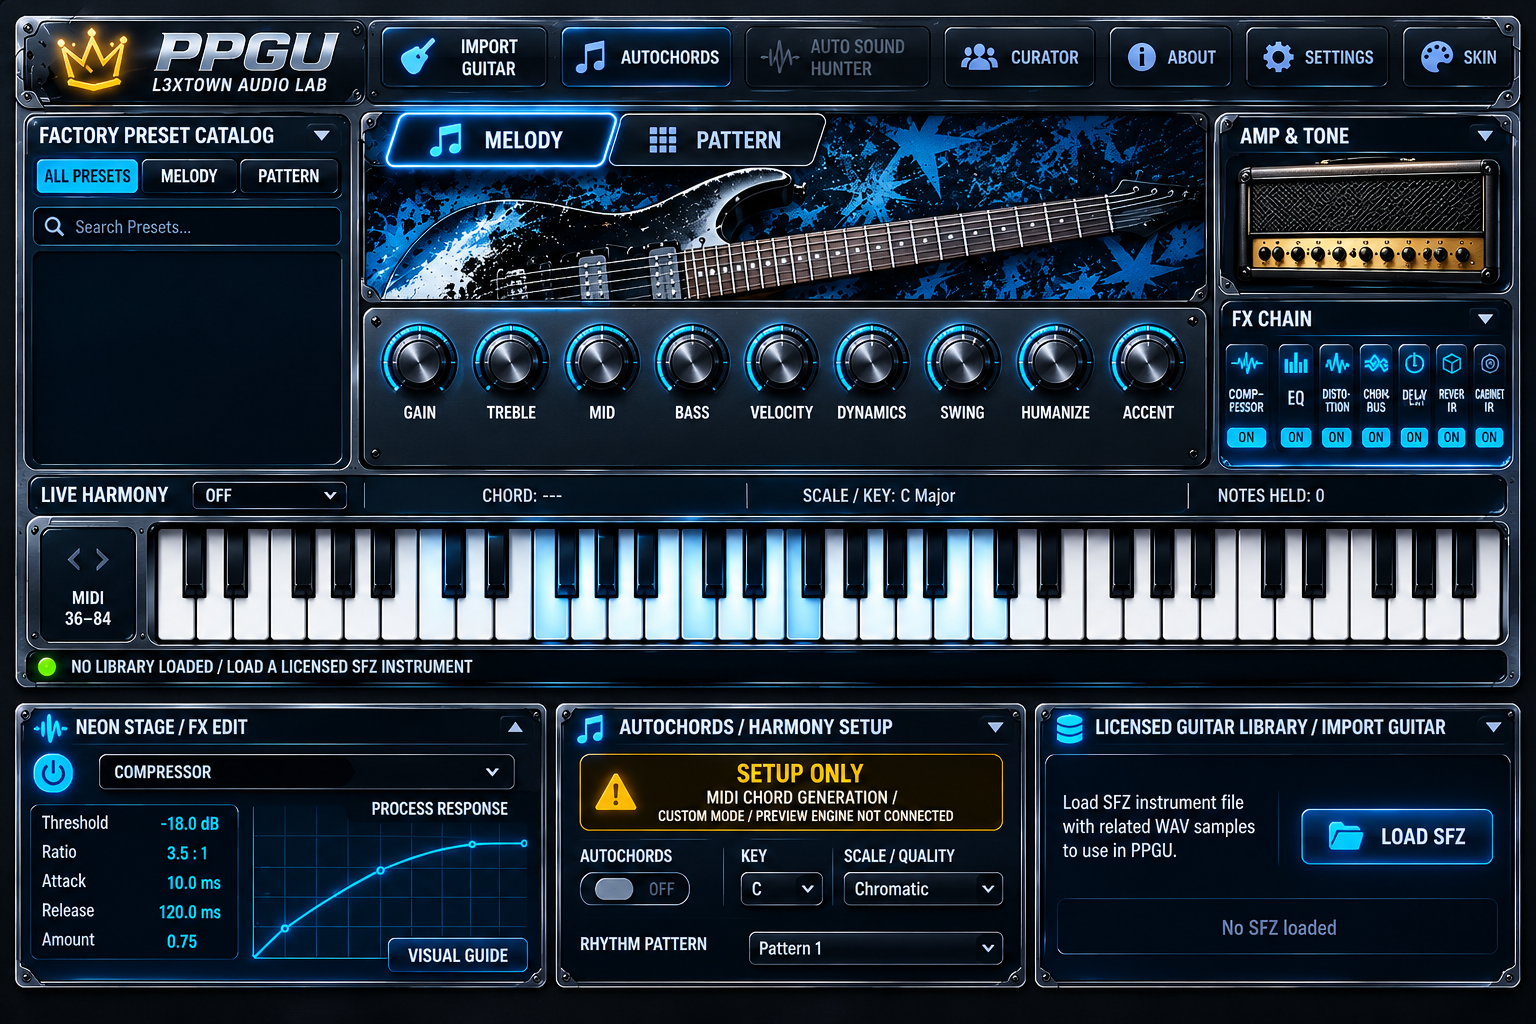 PPGU
L3XTOWN AUDIO LAB
IMPORT
GUITAR
AUTOCHORDS
AUTO SOUND
HUNTER
CURATOR
ABOUT
SETTINGS
SKIN
FACTORY PRESET CATALOG
ALL PRESETS
MELODY
PATTERN
Search Presets...
MELODY
PATTERN
GAIN
TREBLE
MID
BASS
VELOCITY
DYNAMICS
SWING
HUMANIZE
ACCENT
AMP & TONE
FX CHAIN
COMP-
PESSOR
EQ
DISTO-
TTION
BUS
REVER
IR
CABINET
IR
ON
ON
ON
ON
ON
ON
ON
LIVE HARMONY
OFF
CHORD: ---
SCALE / KEY: C Major
NOTES HELD: 0
MIDI
36–84
NO LIBRARY LOADED / LOAD A LICENSED SFZ INSTRUMENT
NEON STAGE / FX EDIT
COMPRESSOR
PROCESS RESPONSE
Threshold -18.0 dB
Ratio 3.5 : 1
Attack 10.0 ms
Release 120.0 ms
Amount 0.75
VISUAL GUIDE
AUTOCHORDS / HARMONY SETUP
SETUP ONLY
MIDI CHORD GENERATION /
CUSTOM MODE / PREVIEW ENGINE NOT CONNECTED
AUTOCHORDS
OFF
KEY
C
SCALE / QUALITY
Chromatic
RHYTHM PATTERN
Pattern 1
LICENSED GUITAR LIBRARY / IMPORT GUITAR
Load SFZ instrument file
with related WAV samples
to use in PPGU.
LOAD SFZ
No SFZ loaded